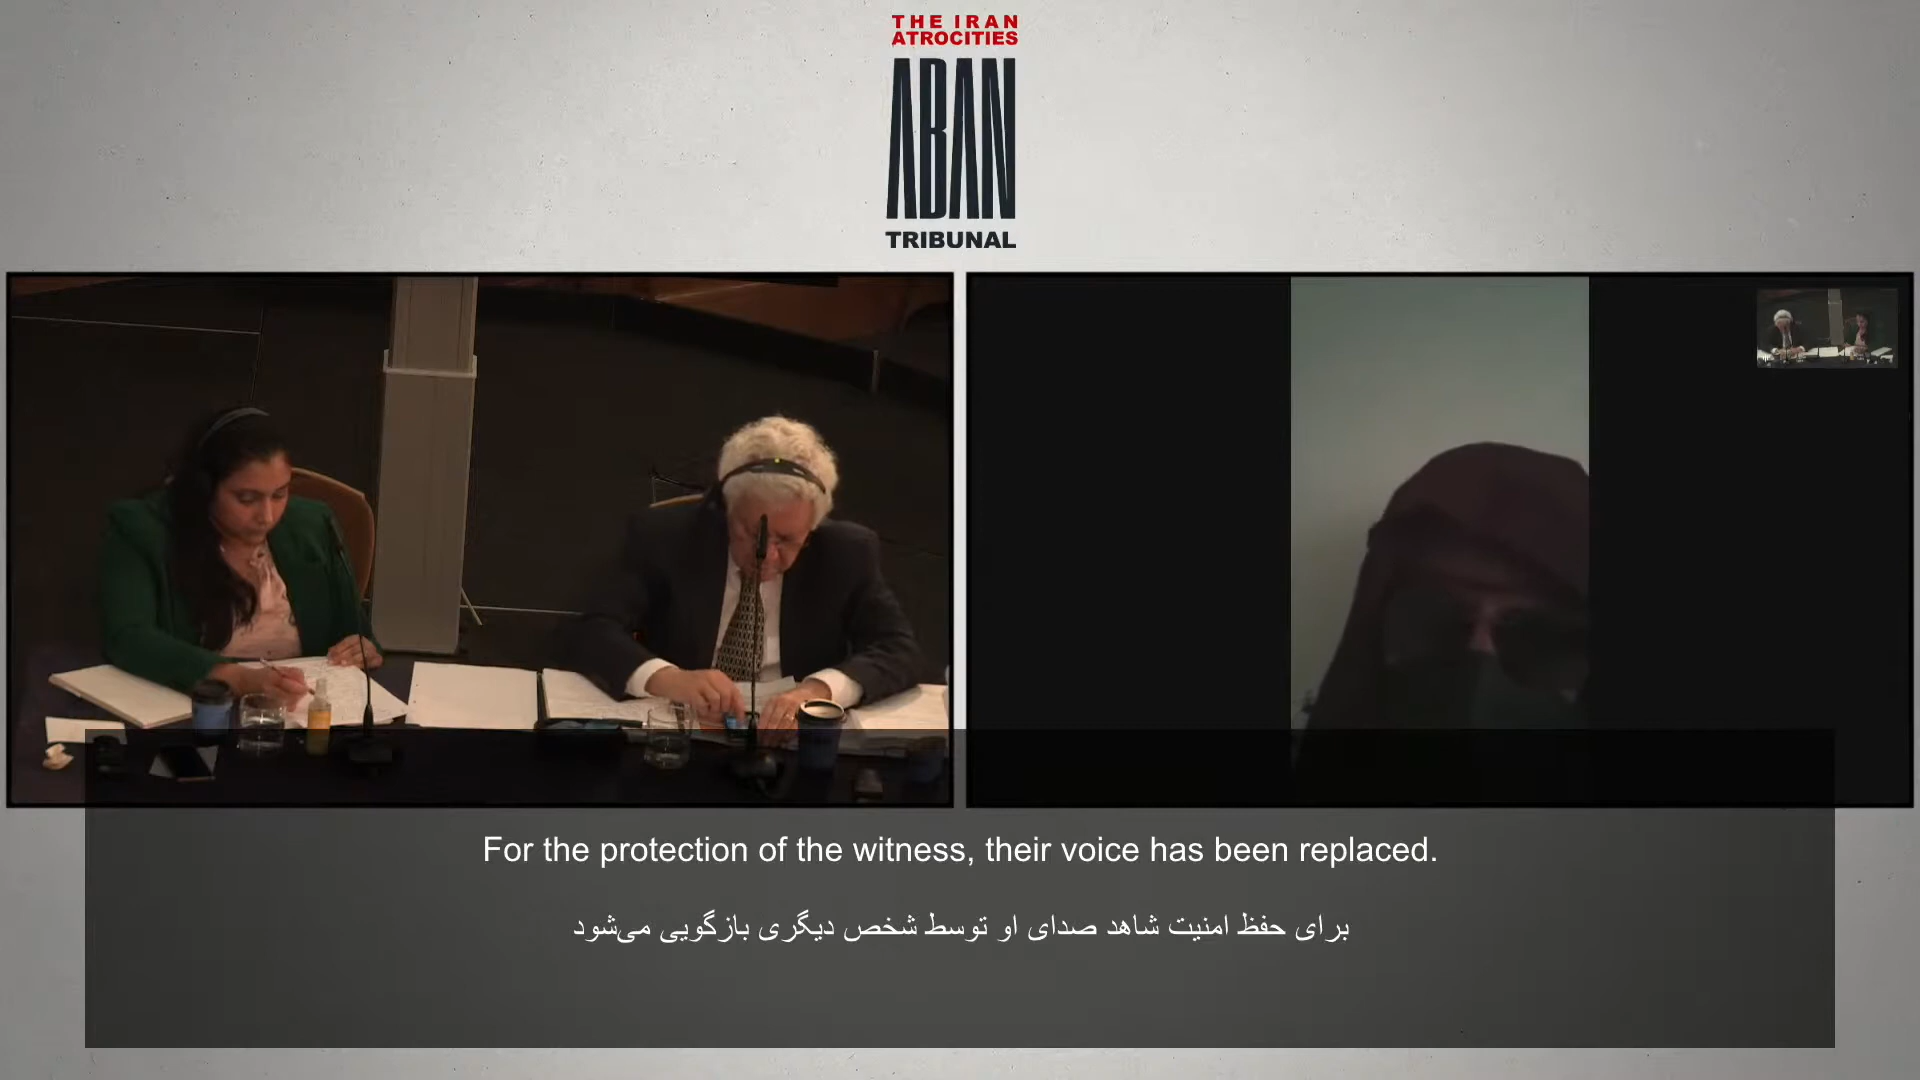 THE IRAN
ATROCITIES
ABAN
TRIBUNAL
For the protection of the witness, their voice has been replaced.
برای حفظ امنیت شاهد صدای او توسط شخص دیگری بازگویی می‌شود